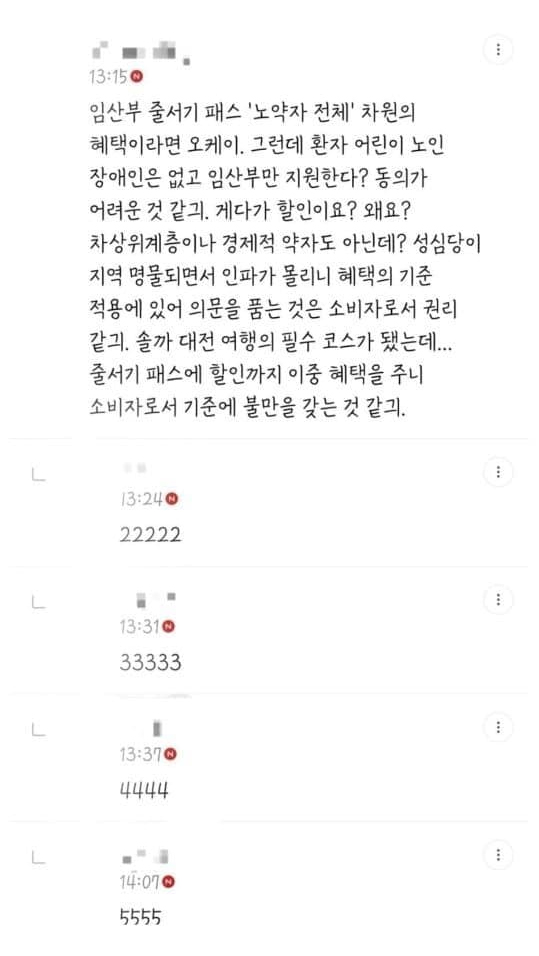 13:15 N
임산부 줄서기 패스 '노약자 전체' 차원의
혜택이라면 오케이. 그런데 환자 어린이 노인
장애인은 없고 임산부만 지원한다? 동의가
어려운 것 같긔. 게다가 할인이요? 왜요?
차상위계층이나 경제적 약자도 아닌데? 성심당이
지역 명물되면서 인파가 몰리니 혜택의 기준
적용에 있어 의문을 품는 것은 소비자로서 권리
같긔. 솔까 대전 여행의 필수 코스가 됐는데...
줄서기 패스에 할인까지 이중 혜택을 주니
소비자로서 기준에 불만을 갖는 것 같긔.
13:24 N
22222
13:31 N
33333
13:37 N
4444
14:07 N
5555